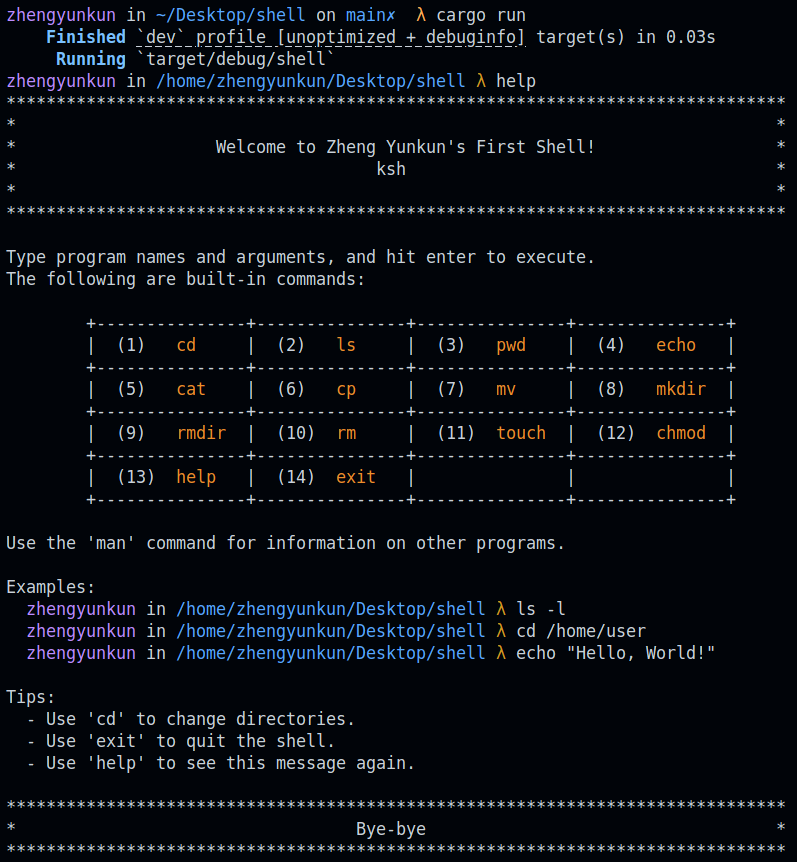 zhengyunkun in ~/Desktop/shell on main✗  λ cargo run
    Finished `dev` profile [unoptimized + debuginfo] target(s) in 0.03s
     Running `target/debug/shell`
zhengyunkun in /home/zhengyunkun/Desktop/shell λ help
******************************************************************************
*                                                                            *
*                    Welcome to Zheng Yunkun's First Shell!                  *
*                                    ksh                                     *
*                                                                            *
******************************************************************************

Type program names and arguments, and hit enter to execute.
The following are built-in commands:

        +---------------+---------------+---------------+---------------+
        |  (1)   cd     |  (2)   ls     |  (3)   pwd    |  (4)   echo   |
        +---------------+---------------+---------------+---------------+
        |  (5)   cat    |  (6)   cp     |  (7)   mv     |  (8)   mkdir  |
        +---------------+---------------+---------------+---------------+
        |  (9)   rmdir  |  (10)  rm     |  (11)  touch  |  (12)  chmod  |
        +---------------+---------------+---------------+---------------+
        |  (13)  help   |  (14)  exit   |               |               |
        +---------------+---------------+---------------+---------------+

Use the 'man' command for information on other programs.

Examples:
  zhengyunkun in /home/zhengyunkun/Desktop/shell λ ls -l
  zhengyunkun in /home/zhengyunkun/Desktop/shell λ cd /home/user
  zhengyunkun in /home/zhengyunkun/Desktop/shell λ echo "Hello, World!"

Tips:
  - Use 'cd' to change directories.
  - Use 'exit' to quit the shell.
  - Use 'help' to see this message again.

******************************************************************************
*                                  Bye-bye                                   *
******************************************************************************